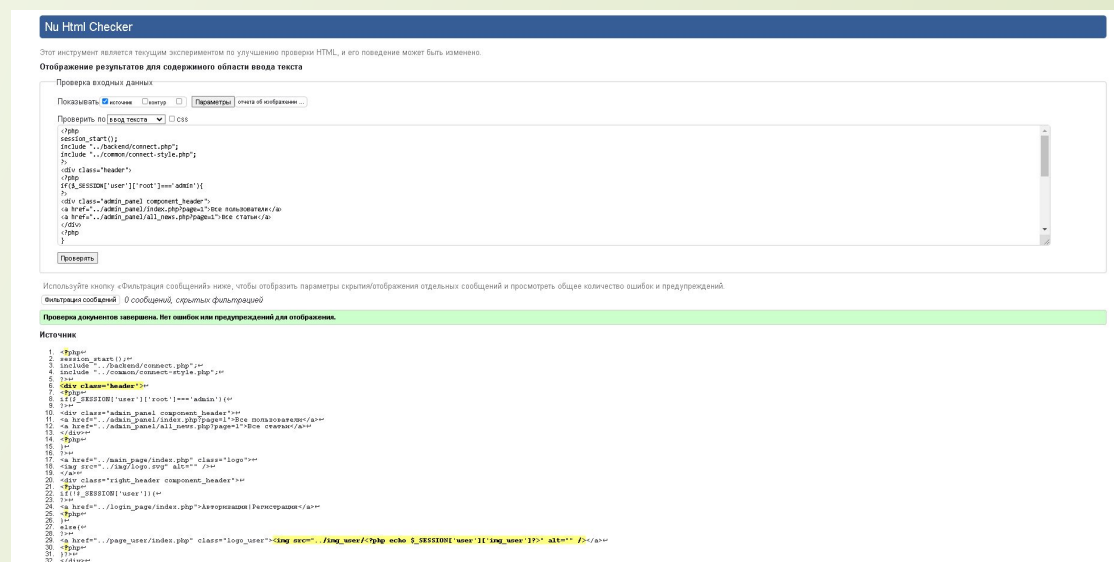 Nu Html Checker
Этот инструмент является текущим экспериментом по улучшению проверки HTML, и его поведение может быть изменено.
Отображение результатов для содержимого области ввода текста
Проверка входных данных
Показывать источник контур Параметры отчета об изображении ...
Проверить по ввод текста css
<?php
session_start();
include "../backend/connect.php";
include "../common/connect-style.php";
?>
<div class="header">
<?php
if($_SESSION['user']['root']==='admin'){
?>
<div class="admin_panel component_header">
<a href="../admin_panel/index.php?page=1">Все пользователи</a>
<a href="../admin_panel/all_news.php?page=1">Все статьи</a>
</div>
<?php
}
Проверять
Используйте кнопку «Фильтрация сообщений» ниже, чтобы отобразить параметры скрытия/отображения отдельных сообщений и просмотреть общее количество ошибок и предупреждений.
Фильтрация сообщений 0 сообщений, скрытых фильтрацией
Проверка документов завершена. Нет ошибок или предупреждений для отображения.
Источник
1. <?php↩
2. session_start();↩
3. include "../backend/connect.php";↩
4. include "../common/connect-style.php";↩
5. ?>↩
6. <div class="header">↩
7. <?php↩
8. if($_SESSION['user']['root']==='admin'){↩
9. ?>↩
10. <div class="admin_panel component_header">↩
11. <a href="../admin_panel/index.php?page=1">Все пользователи</a>↩
12. <a href="../admin_panel/all_news.php?page=1">Все статьи</a>↩
13. </div>↩
14. <?php↩
15. }↩
16. ?>↩
17. <a href="../main_page/index.php" class="logo">↩
18. <img src="../img/logo.svg" alt="" />↩
19. </a>↩
20. <div class="right_header component_header">↩
21. <?php↩
22. if(!$_SESSION['user']){↩
23. ?>↩
24. <a href="../login_page/index.php">Авторизация|Регистрация</a>↩
25. <?php↩
26. }↩
27. else{↩
28. ?>↩
29. <a href="../page_user/index.php" class="logo_user"><img src="../img_user/<?php echo $_SESSION['user']['img_user']?>" alt="" /></a>↩
30. <?php↩
31. }?>↩
32. </div>↩